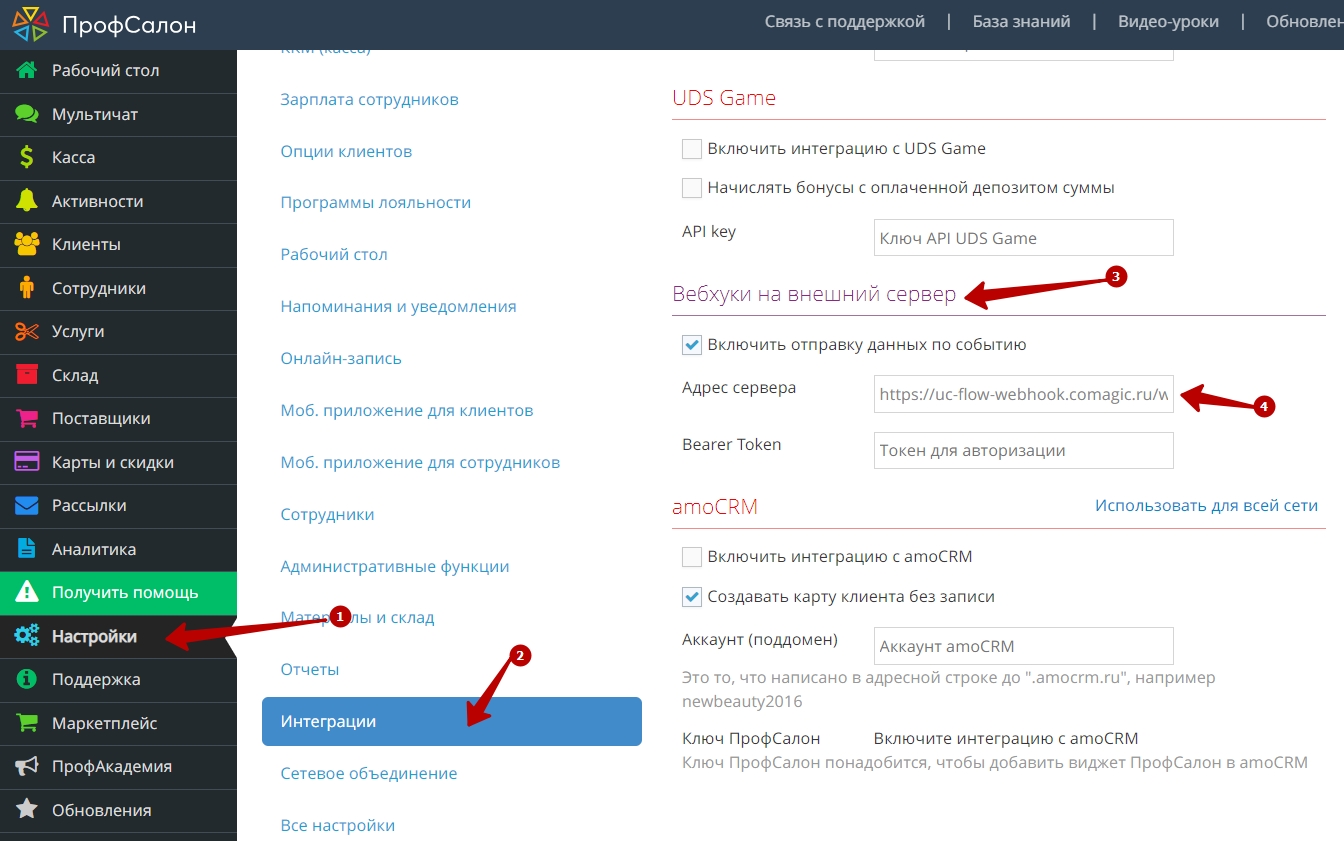 ПрофСалон
Связь с поддержкой | База знаний | Видео-уроки | Обновлен
Рабочий стол
Мультичат
Касса
Активности
Клиенты
Сотрудники
Услуги
Склад
Поставщики
Карты и скидки
Рассылки
Аналитика
Получить помощь
Настройки
Поддержка
Маркетплейс
ПрофАкадемия
Обновления
ККМ (касса)
Зарплата сотрудников
Опции клиентов
Программы лояльности
Рабочий стол
Напоминания и уведомления
Онлайн-запись
Моб. приложение для клиентов
Моб. приложение для сотрудников
Сотрудники
Административные функции
1
Материалы и склад
2
Отчеты
Интеграции
Сетевое объединение
Все настройки
UDS Game
Включить интеграцию с UDS Game
Начислять бонусы с оплаченной депозитом суммы
API key
Ключ API UDS Game
3
Вебхуки на внешний сервер
Включить отправку данных по событию
Адрес сервера
https://uc-flow-webhook.comagic.ru/w
4
Bearer Token
Токен для авторизации
amoCRM
Использовать для всей сети
Включить интеграцию с amoCRM
Создавать карту клиента без записи
Аккаунт (поддомен)
Аккаунт amoCRM
Это то, что написано в адресной строке до ".amocrm.ru", например
newbeauty2016
Ключ ПрофСалон
Включите интеграцию с amoCRM
Ключ ПрофСалон понадобится, чтобы добавить виджет ПрофСалон в amoCRM